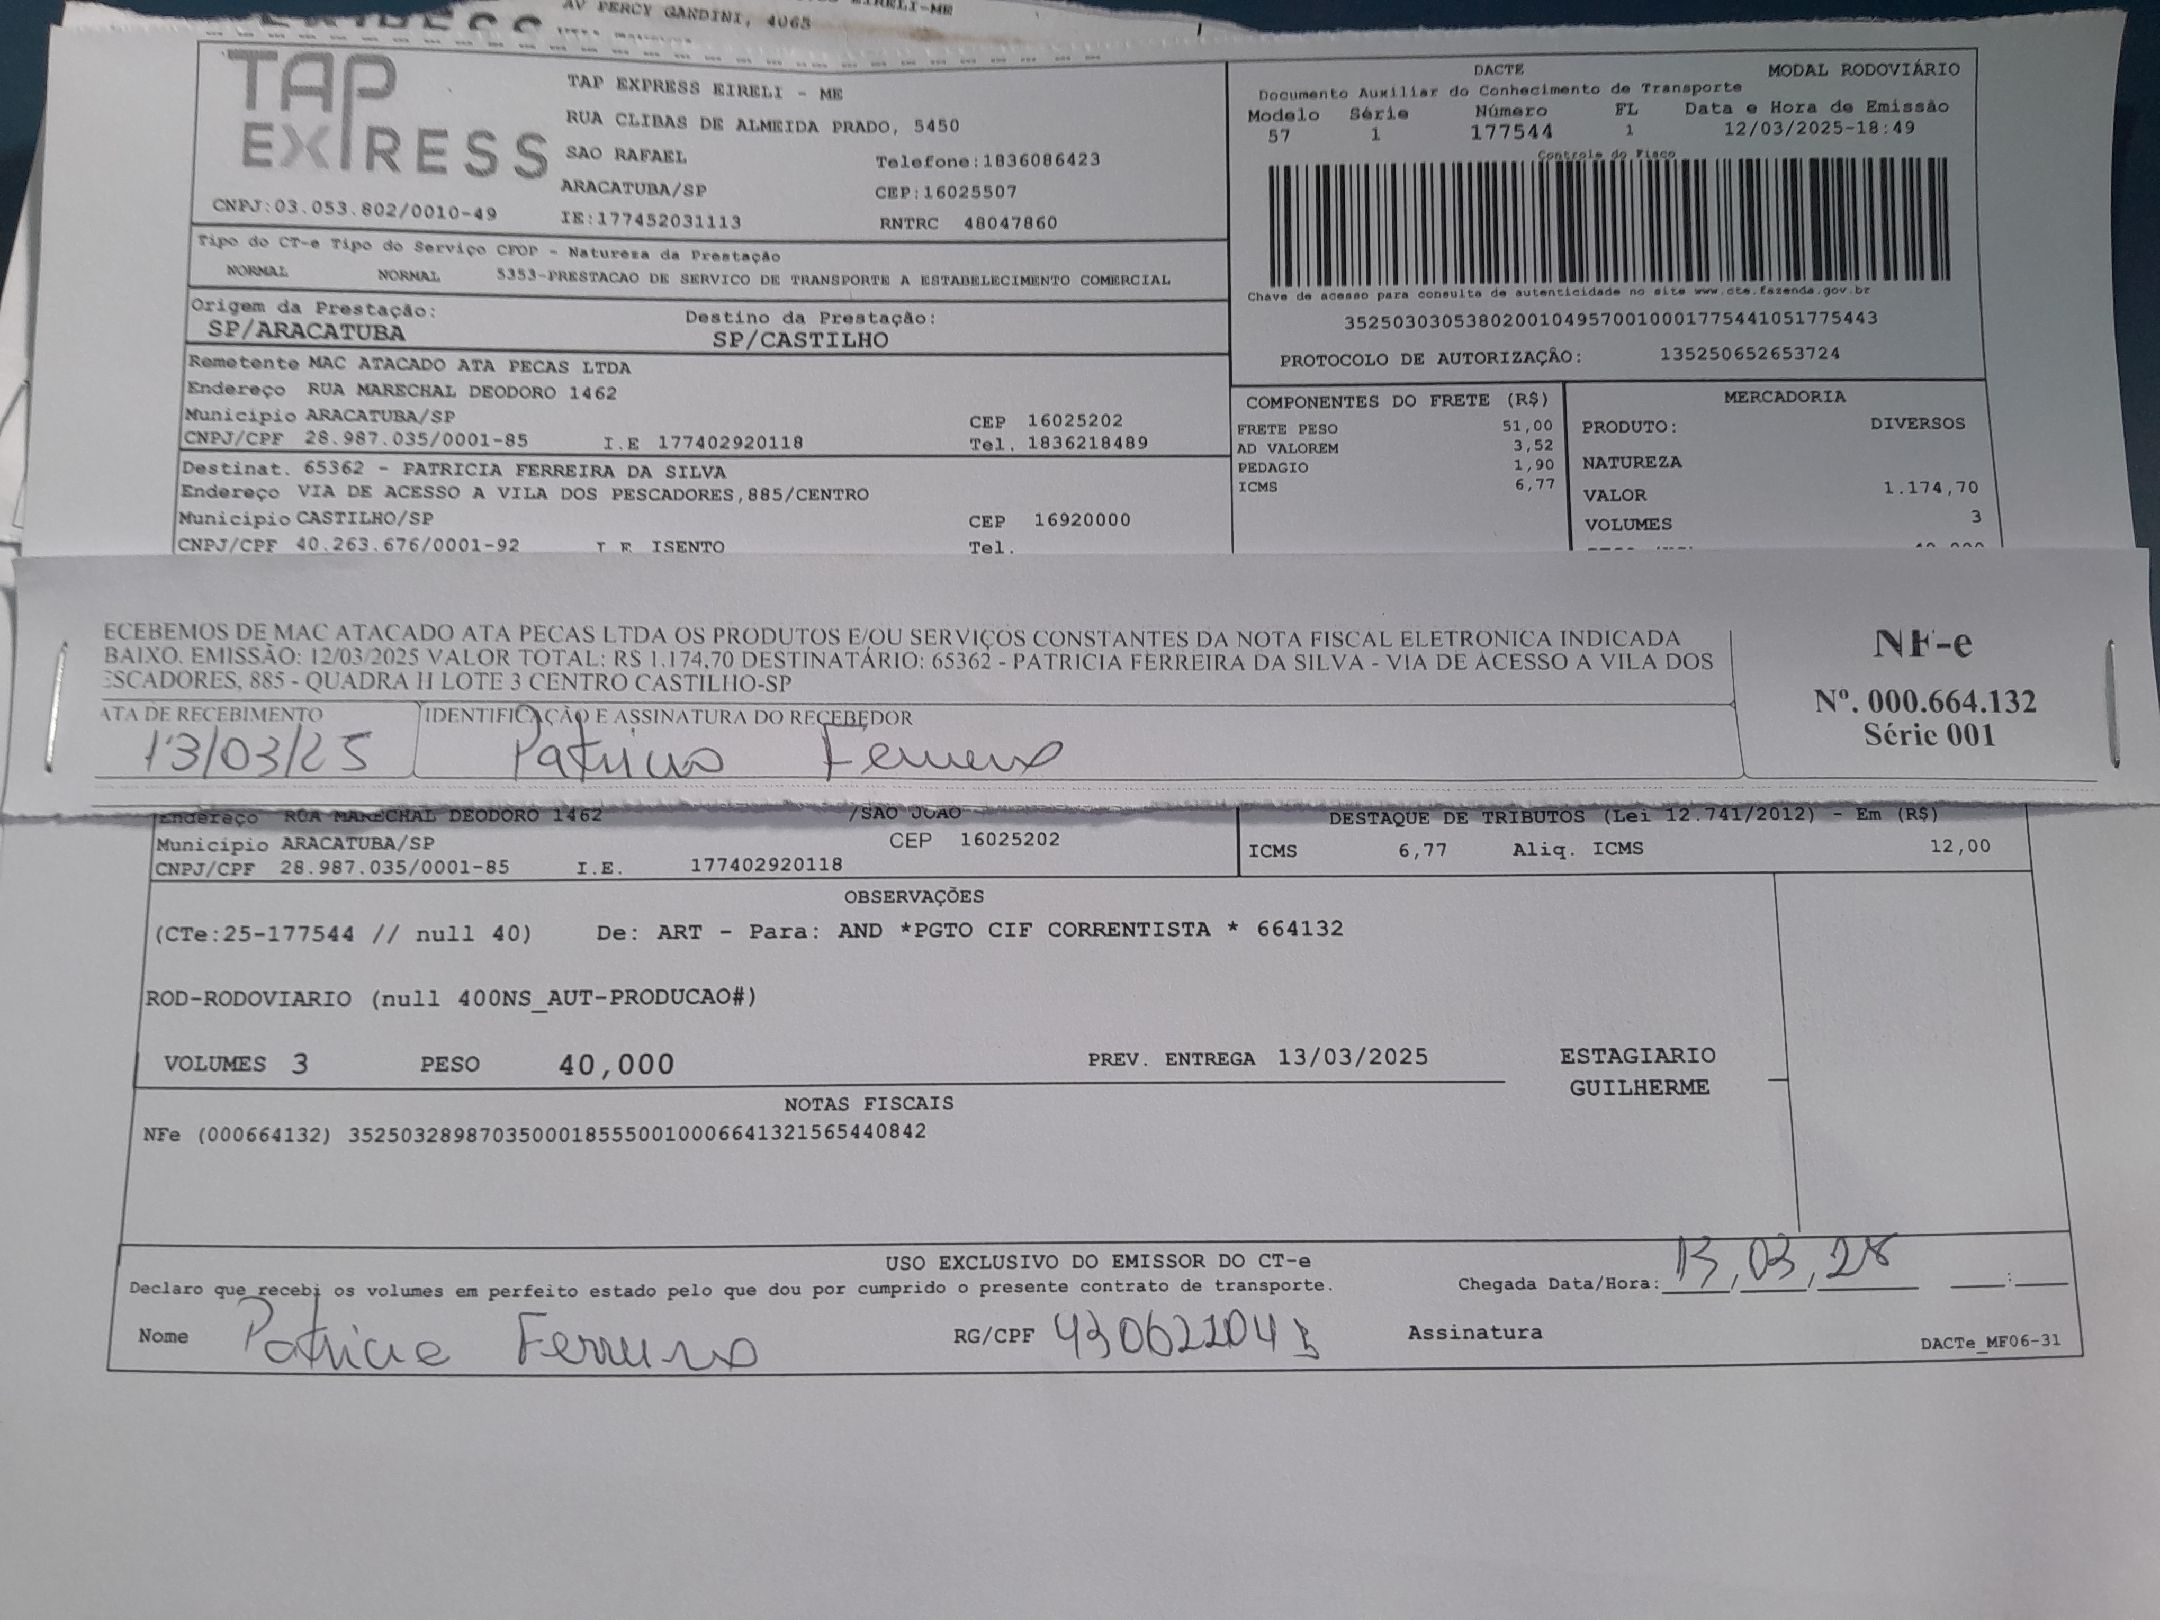 AV PERCY GANDINI, 4065
TAP EXPRESS
TAP EXPRESS EIRELI - ME
RUA CLIBAS DE ALMEIDA PRADO, 5450
SAO RAFAEL Telefone:1836086423
ARACATUBA/SP CEP:16025507
CNPJ:03.053.802/0010-49 IE:177452031113 RNTRC 48047860
DACTE MODAL RODOVIÁRIO
Documento Auxiliar do Conhecimento de Transporte
Modelo Série Número FL Data e Hora de Emissão
57 1 177544 1 12/03/2025-18:49
Controle do Fisco
Chave de acesso para consulta de autenticidade no site www.cte.fazenda.gov.br
35250303053802001049570010001775441051775443
PROTOCOLO DE AUTORIZAÇÃO: 135250652653724
Tipo do CT-e Tipo do Serviço CFOP - Natureza da Prestação
NORMAL NORMAL 5353-PRESTACAO DE SERVICO DE TRANSPORTE A ESTABELECIMENTO COMERCIAL
Origem da Prestação: Destino da Prestação:
SP/ARACATUBA SP/CASTILHO
Remetente MAC ATACADO ATA PECAS LTDA
Endereço RUA MARECHAL DEODORO 1462
Município ARACATUBA/SP CEP 16025202
CNPJ/CPF 28.987.035/0001-85 I.E 177402920118 Tel. 1836218489
Destinat. 65362 - PATRICIA FERREIRA DA SILVA
Endereço VIA DE ACESSO A VILA DOS PESCADORES,885/CENTRO
Município CASTILHO/SP CEP 16920000
CNPJ/CPF 40.263.676/0001-92 I E ISENTO Tel.
COMPONENTES DO FRETE (R$)
FRETE PESO 51,00
AD VALOREM 3,52
PEDAGIO 1,90
ICMS 6,77
MERCADORIA
PRODUTO: DIVERSOS
NATUREZA
VALOR 1.174,70
VOLUMES 3
ECEBEMOS DE MAC ATACADO ATA PECAS LTDA OS PRODUTOS E/OU SERVIÇOS CONSTANTES DA NOTA FISCAL ELETRONICA INDICADA
BAIXO. EMISSÃO: 12/03/2025 VALOR TOTAL: R$ 1.174,70 DESTINATÁRIO: 65362 - PATRICIA FERREIRA DA SILVA - VIA DE ACESSO A VILA DOS
ESCADORES, 885 - QUADRA H LOTE 3 CENTRO CASTILHO-SP
ATA DE RECEBIMENTO IDENTIFICAÇÃO E ASSINATURA DO RECEBEDOR
13/03/25 Patricia Ferreira
NF-e
Nº. 000.664.132
Série 001
Endereço RUA MARECHAL DEODORO 1462 /SAO JOAO
Município ARACATUBA/SP CEP 16025202
CNPJ/CPF 28.987.035/0001-85 I.E. 177402920118
DESTAQUE DE TRIBUTOS (Lei 12.741/2012) - Em (R$)
ICMS 6,77 Aliq. ICMS 12,00
OBSERVAÇÕES
(CTe:25-177544 // null 40) De: ART - Para: AND *PGTO CIF CORRENTISTA * 664132
ROD-RODOVIARIO (null 400NS_AUT-PRODUCAO#)
VOLUMES 3 PESO 40,000 PREV. ENTREGA 13/03/2025
ESTAGIARIO
GUILHERME
NOTAS FISCAIS
NFe (000664132) 35250328987035000185550010006641321565440842
USO EXCLUSIVO DO EMISSOR DO CT-e
Declaro que recebi os volumes em perfeito estado pelo que dou por cumprido o presente contrato de transporte. Chegada Data/Hora: 13,03,25 :
Nome Patricia Ferreira RG/CPF Assinatura
DACTe_MF06-31